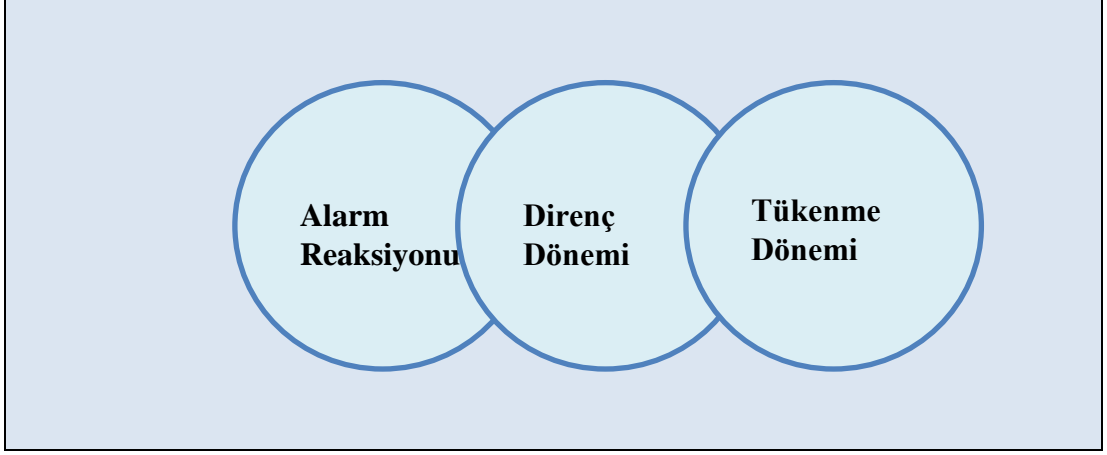 Alarm
Reaksiyonu
Direnç
Dönemi
Tükenme
Dönemi